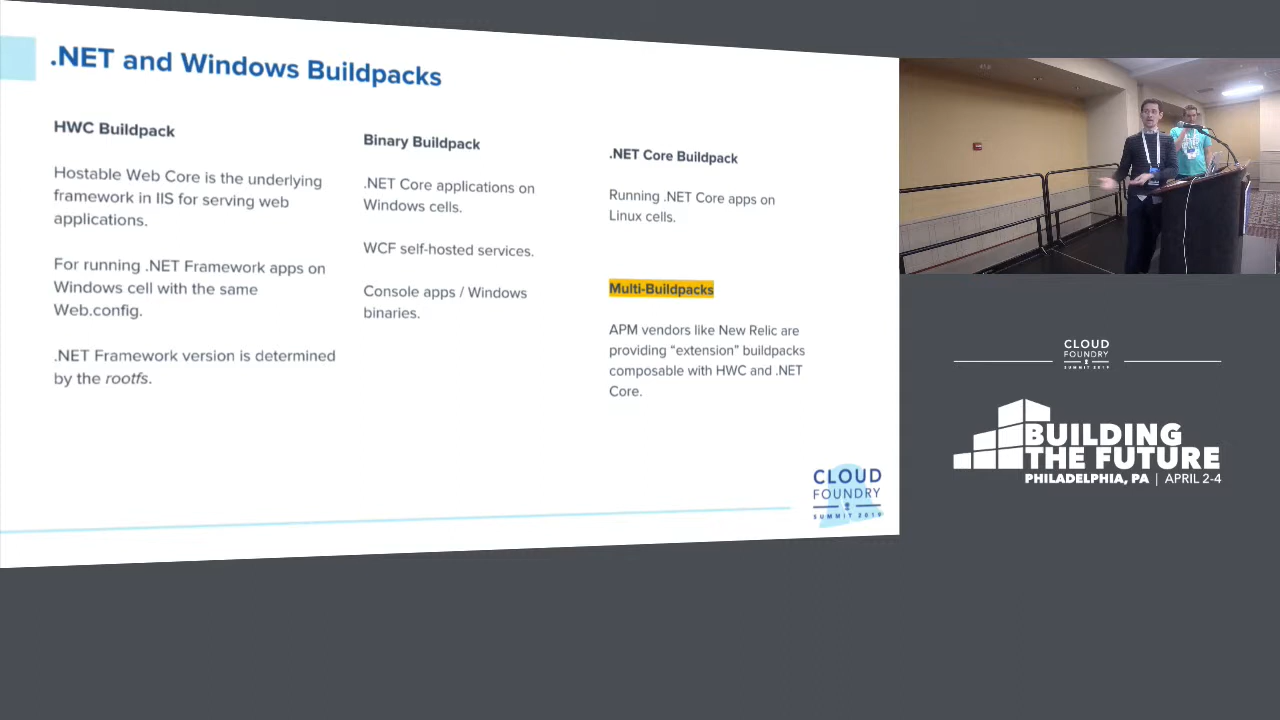 .NET and Windows Buildpacks
HWC Buildpack
Hostable Web Core is the underlying
framework in IIS for serving web
applications.
For running .NET Framework apps on
Windows cell with the same
Web.config.
.NET Framework version is determined
by the rootfs.
Binary Buildpack
.NET Core applications on
Windows cells.
WCF self-hosted services.
Console apps / Windows
binaries.
.NET Core Buildpack
Running .NET Core apps on
Linux cells.
Multi-Buildpacks
APM vendors like New Relic are
providing “extension” buildpacks
composable with HWC and .NET
Core.
CLOUD
FOUNDRY
SUMMIT 2019
CLOUD
FOUNDRY
SUMMIT 2019
BUILDING
THE FUTURE
PHILADELPHIA, PA | APRIL 2-4